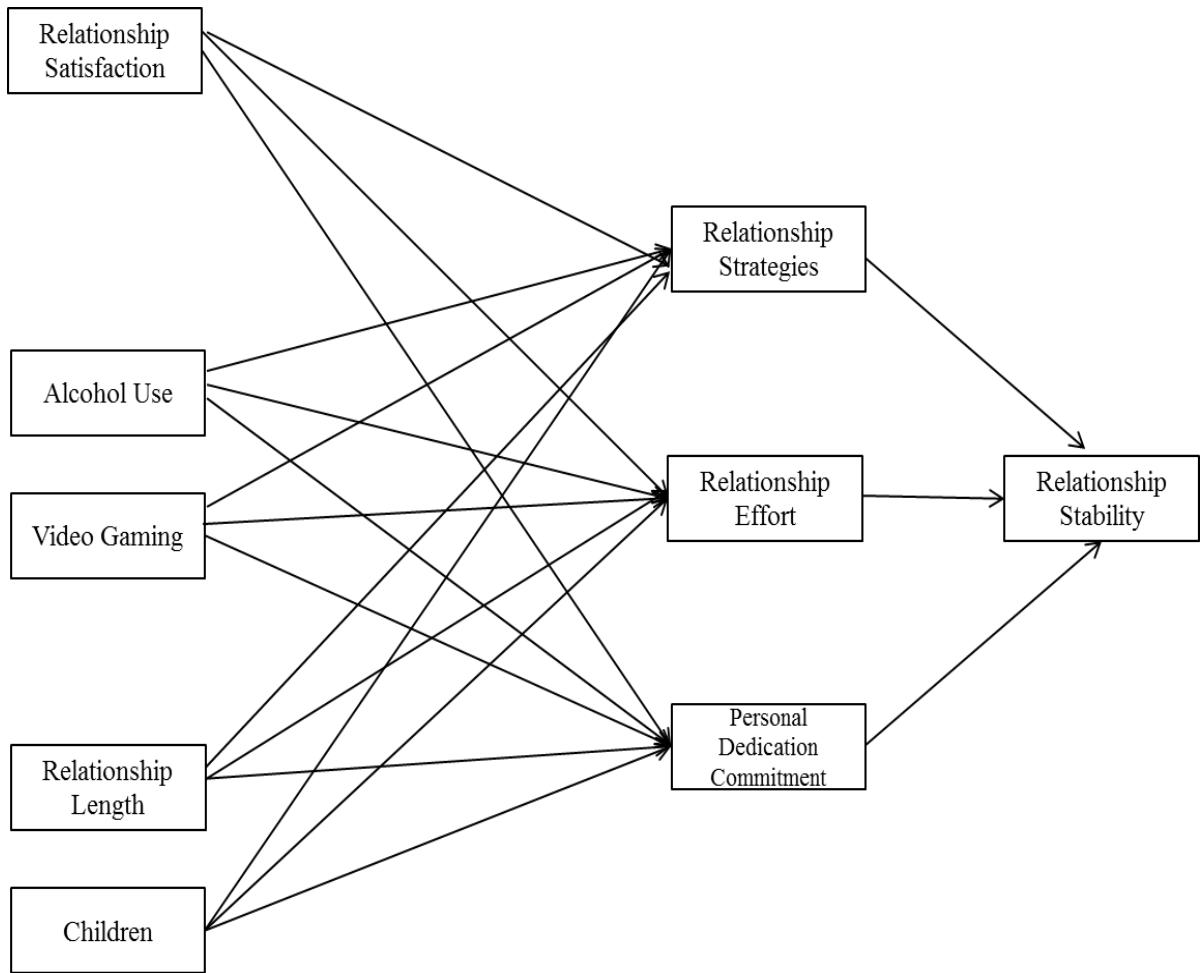 Relationship
Satisfaction
Alcohol Use
Video Gaming
Relationship
Length
Children
Relationship
Strategies
Relationship
Effort
Personal
Dedication
Commitment
Relationship
Stability